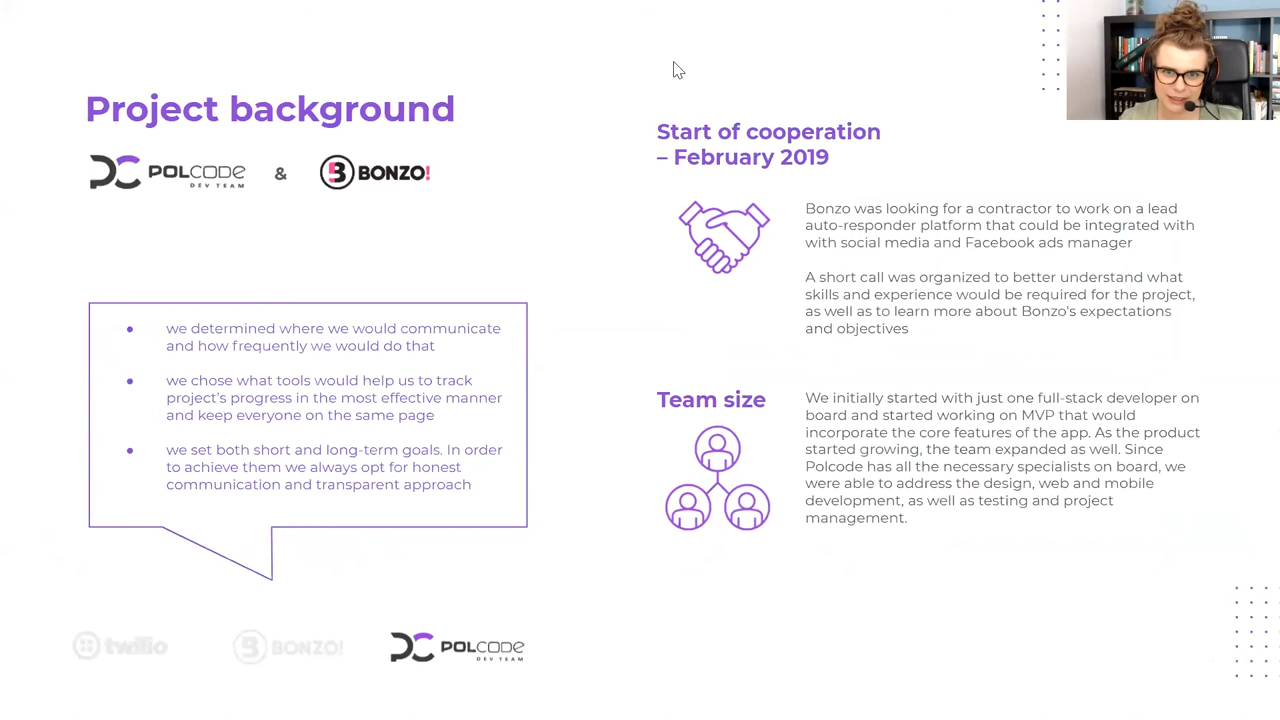 Project background
POLCODE
DEV TEAM
&
BONZO!
we determined where we would communicate
and how frequently we would do that
we chose what tools would help us to track
project's progress in the most effective manner
and keep everyone on the same page
we set both short and long-term goals. In order
to achieve them we always opt for honest
communication and transparent approach
Start of cooperation
– February 2019
Bonzo was looking for a contractor to work on a lead
auto-responder platform that could be integrated with
with social media and Facebook ads manager
A short call was organized to better understand what
skills and experience would be required for the project,
as well as to learn more about Bonzo's expectations
and objectives
Team size
We initially started with just one full-stack developer on
board and started working on MVP that would
incorporate the core features of the app. As the product
started growing, the team expanded as well. Since
Polcode has all the necessary specialists on board, we
were able to address the design, web and mobile
development, as well as testing and project
management.
twilio
BONZO!
POLCODE
DEV TEAM